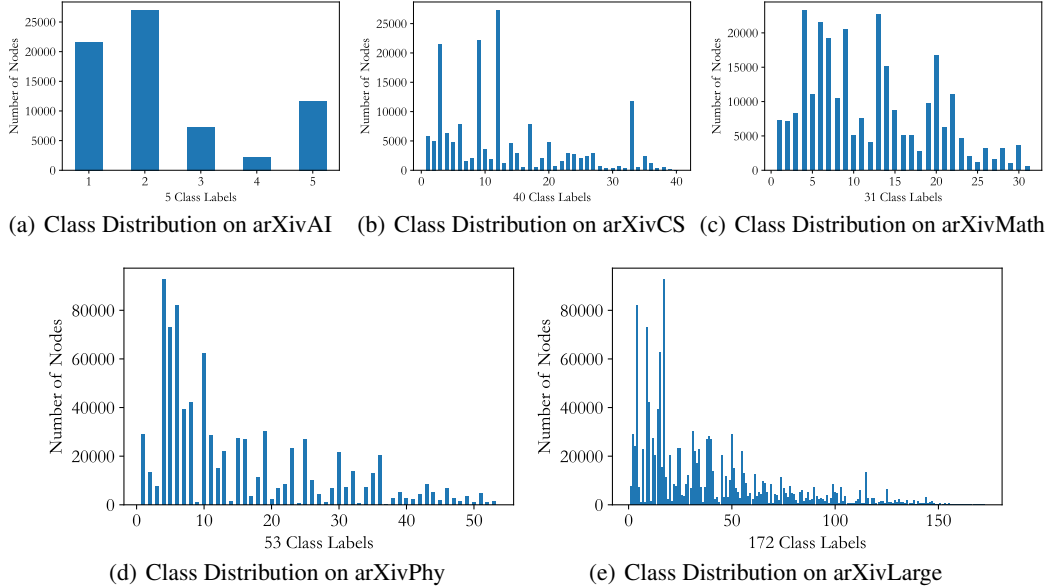 25000
20000
15000
10000
5000
0
Number of Nodes
1 2 3 4 5
5 Class Labels
25000
20000
15000
10000
5000
0
Number of Nodes
0 10 20 30 40
40 Class Labels
20000
15000
10000
5000
0
Number of Nodes
0 5 10 15 20 25 30
31 Class Labels
(a) Class Distribution on arXivAI (b) Class Distribution on arXivCS (c) Class Distribution on arXivMath
80000
60000
40000
20000
0
Number of Nodes
0 10 20 30 40 50
53 Class Labels
80000
60000
40000
20000
0
Number of Nodes
0 50 100 150
172 Class Labels
(d) Class Distribution on arXivPhy (e) Class Distribution on arXivLarge